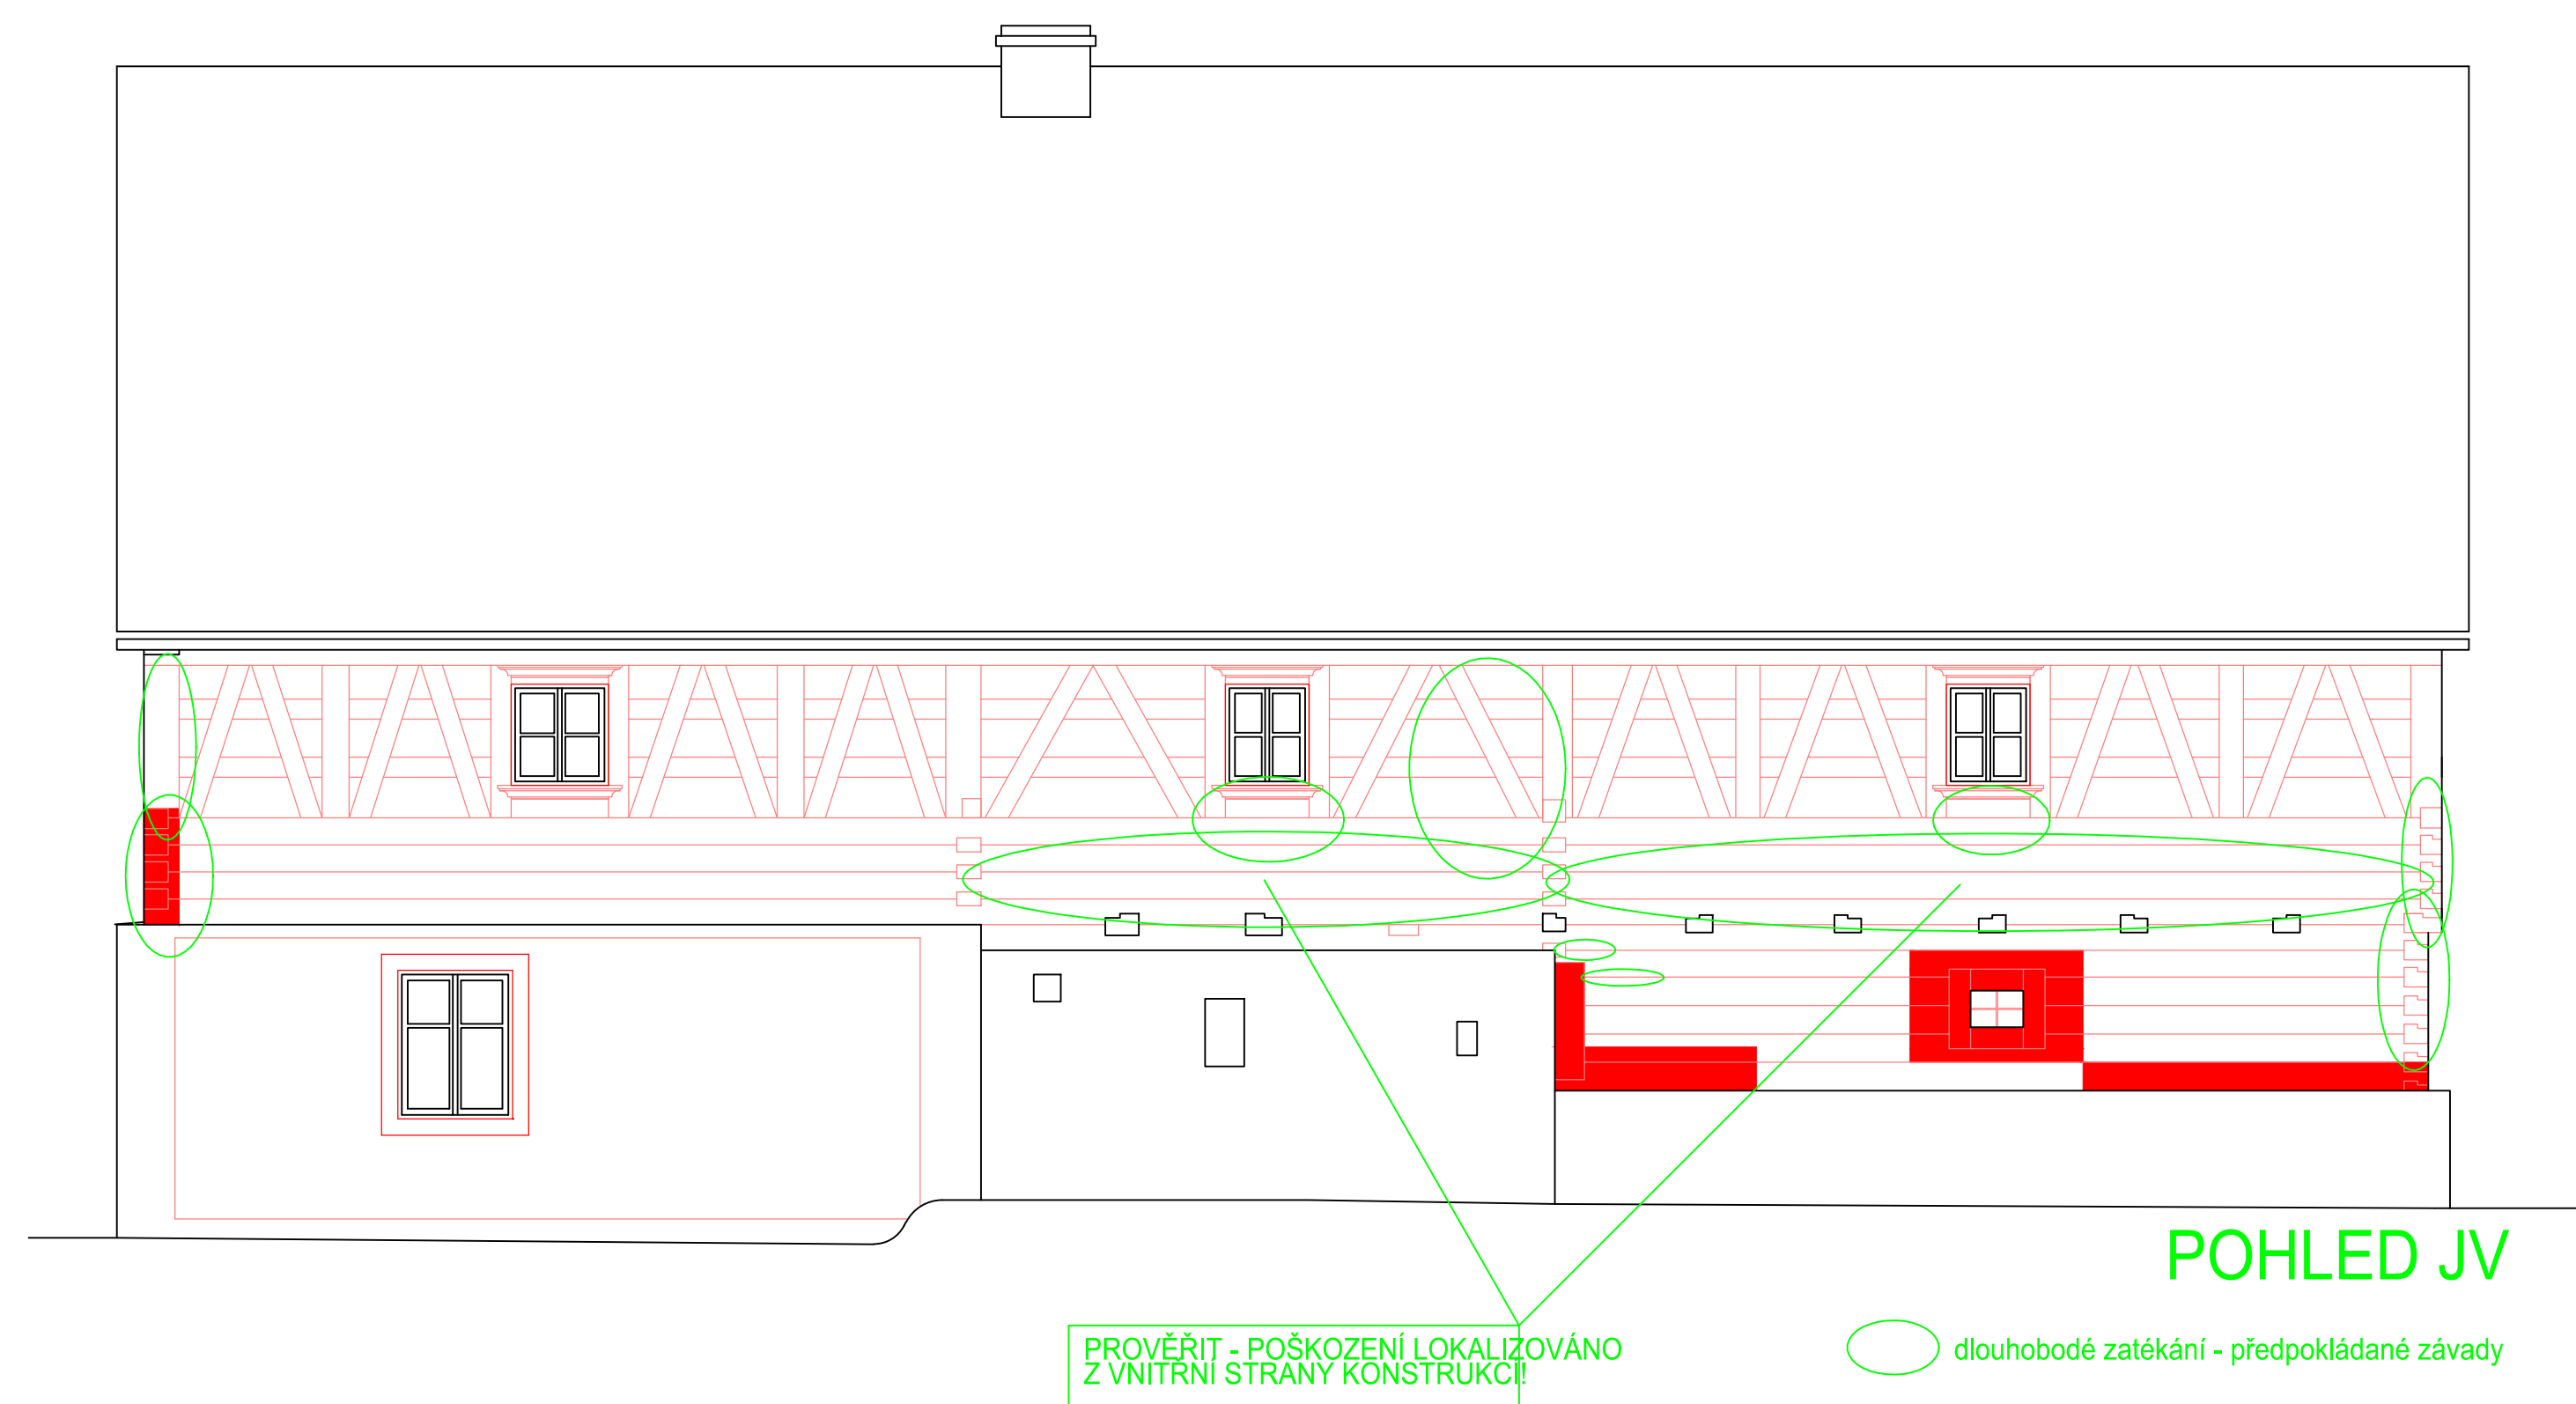 POHLED JV
PROVĚŘIT - POŠKOZENÍ LOKALIZOVÁNO
Z VNITŘNÍ STRANY KONSTRUKCÍ!
dlouhobodé zatékání - předpokládané závady